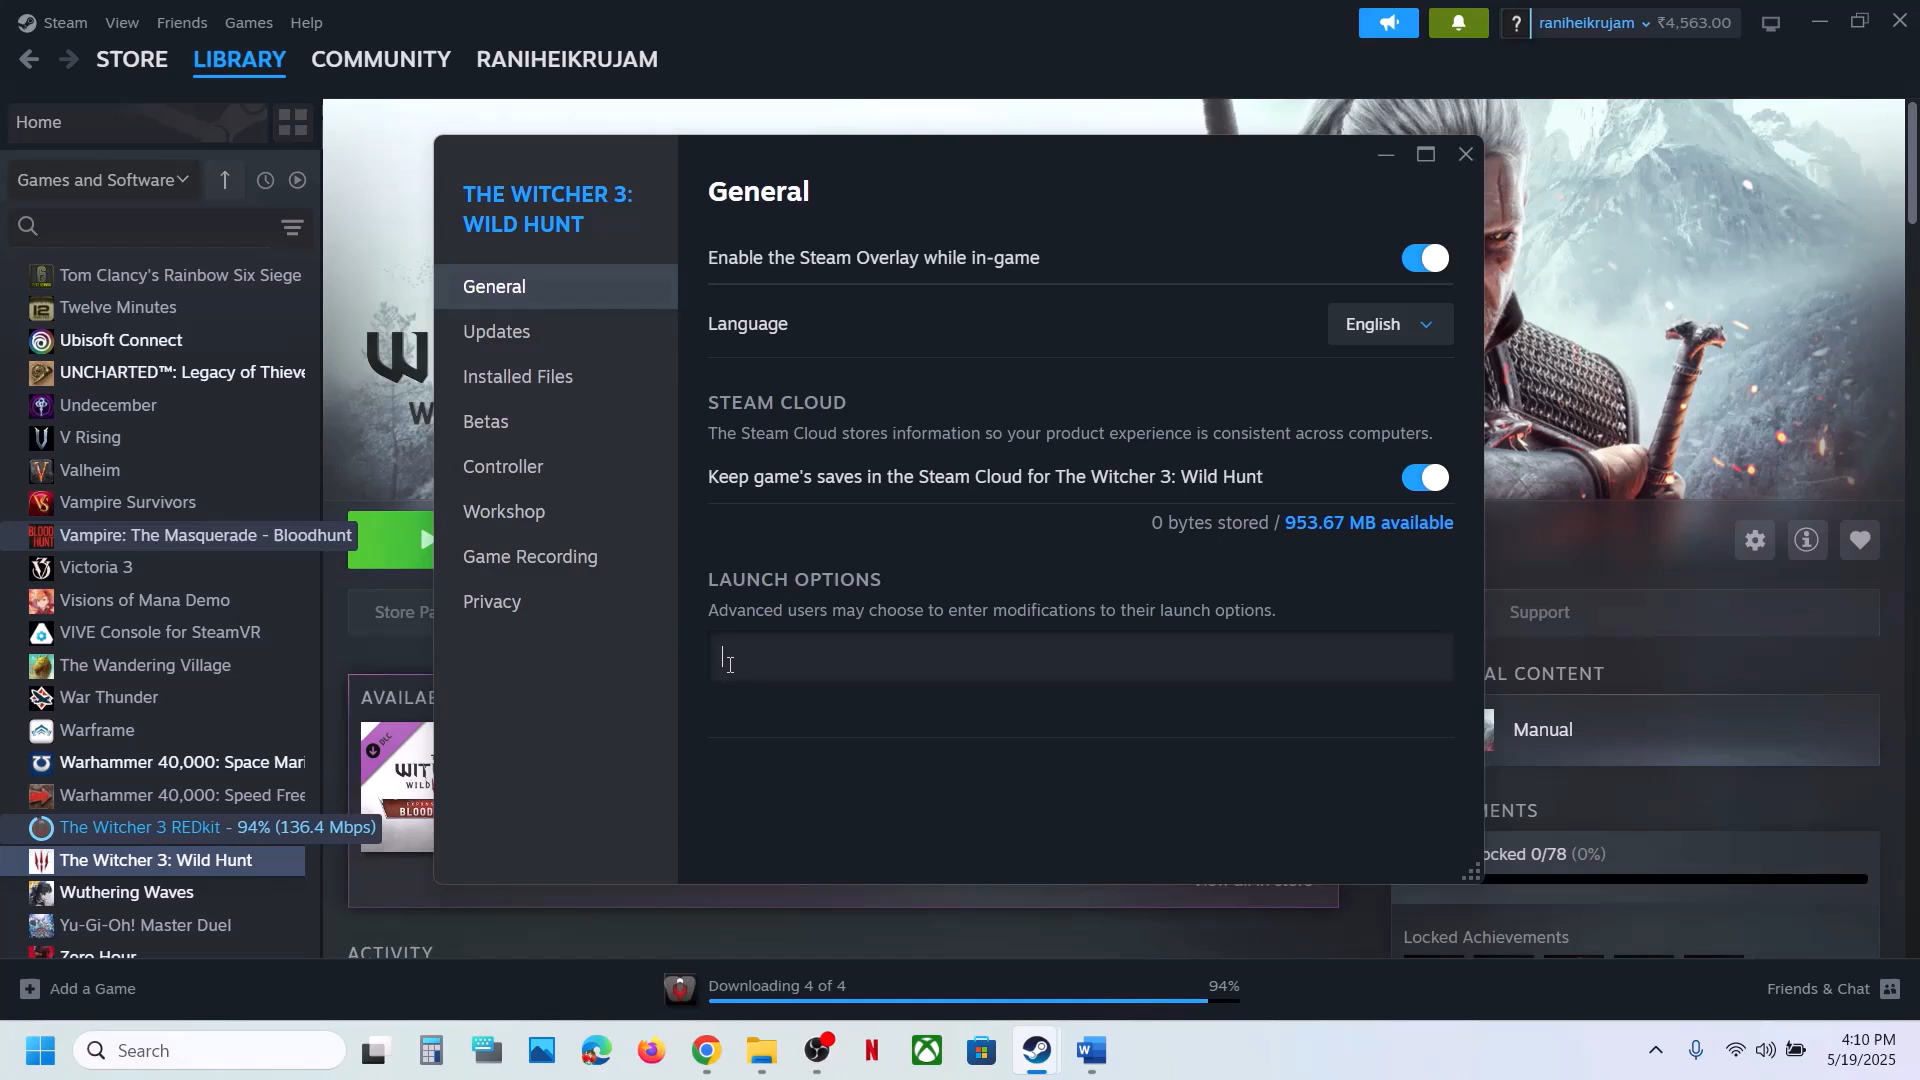 Steam View Friends Games Help
? raniheikrujam ₹4,563.00
STORE LIBRARY COMMUNITY RANIHEIKRUJAM
Home
Games and Software
Tom Clancy's Rainbow Six Siege
Twelve Minutes
Ubisoft Connect
UNCHARTED™: Legacy of Thieve
Undecember
V Rising
Valheim
Vampire Survivors
Vampire: The Masquerade - Bloodhunt
Victoria 3
Visions of Mana Demo
VIVE Console for SteamVR
The Wandering Village
War Thunder
Warframe
Warhammer 40,000: Space Mari
Warhammer 40,000: Speed Free
The Witcher 3 REDkit - 94% (136.4 Mbps)
The Witcher 3: Wild Hunt
Wuthering Waves
Yu-Gi-Oh! Master Duel
Zero Hour
Add a Game
THE WITCHER 3:
WILD HUNT
General
Updates
Installed Files
Betas
Controller
Workshop
Game Recording
Privacy
General
Enable the Steam Overlay while in-game
Language English
STEAM CLOUD
The Steam Cloud stores information so your product experience is consistent across computers.
Keep game's saves in the Steam Cloud for The Witcher 3: Wild Hunt
0 bytes stored / 953.67 MB available
LAUNCH OPTIONS
Advanced users may choose to enter modifications to their launch options.
W
W
Store Pa
AVAILAB
DLC
WIT
WILD
BLOO
ACTIVITY
Support
AL CONTENT
Manual
MENTS
ocked 0/78 (0%)
Locked Achievements
Downloading 4 of 4 94%
Friends & Chat
Search
4:10 PM
5/19/2025